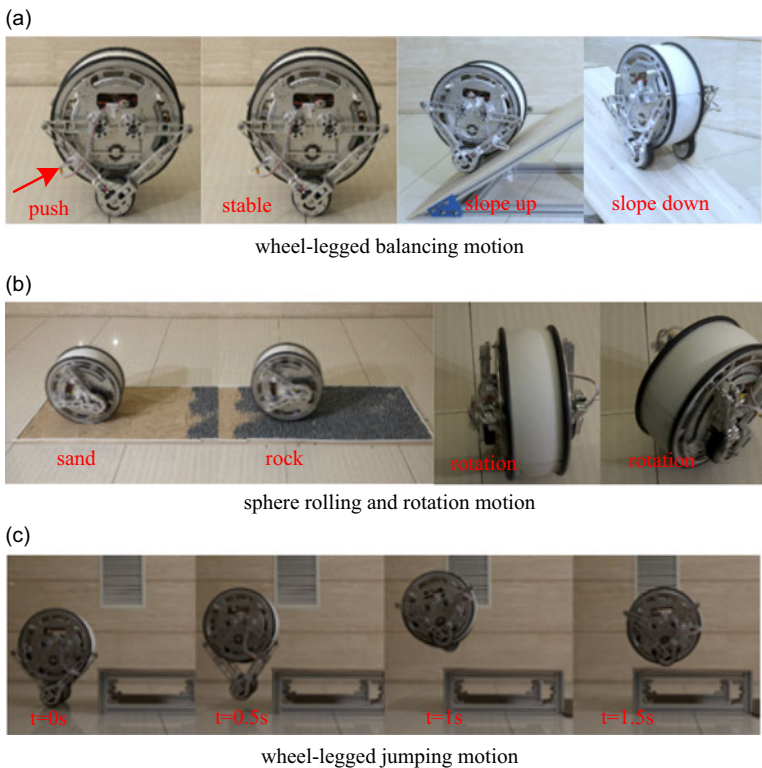 (a)
push
stable
slope up
slope down
wheel-legged balancing motion
(b)
sand
rock
rotation
rotation
sphere rolling and rotation motion
(c)
t=0s
t=0.5s
t=1s
t=1.5s
wheel-legged jumping motion